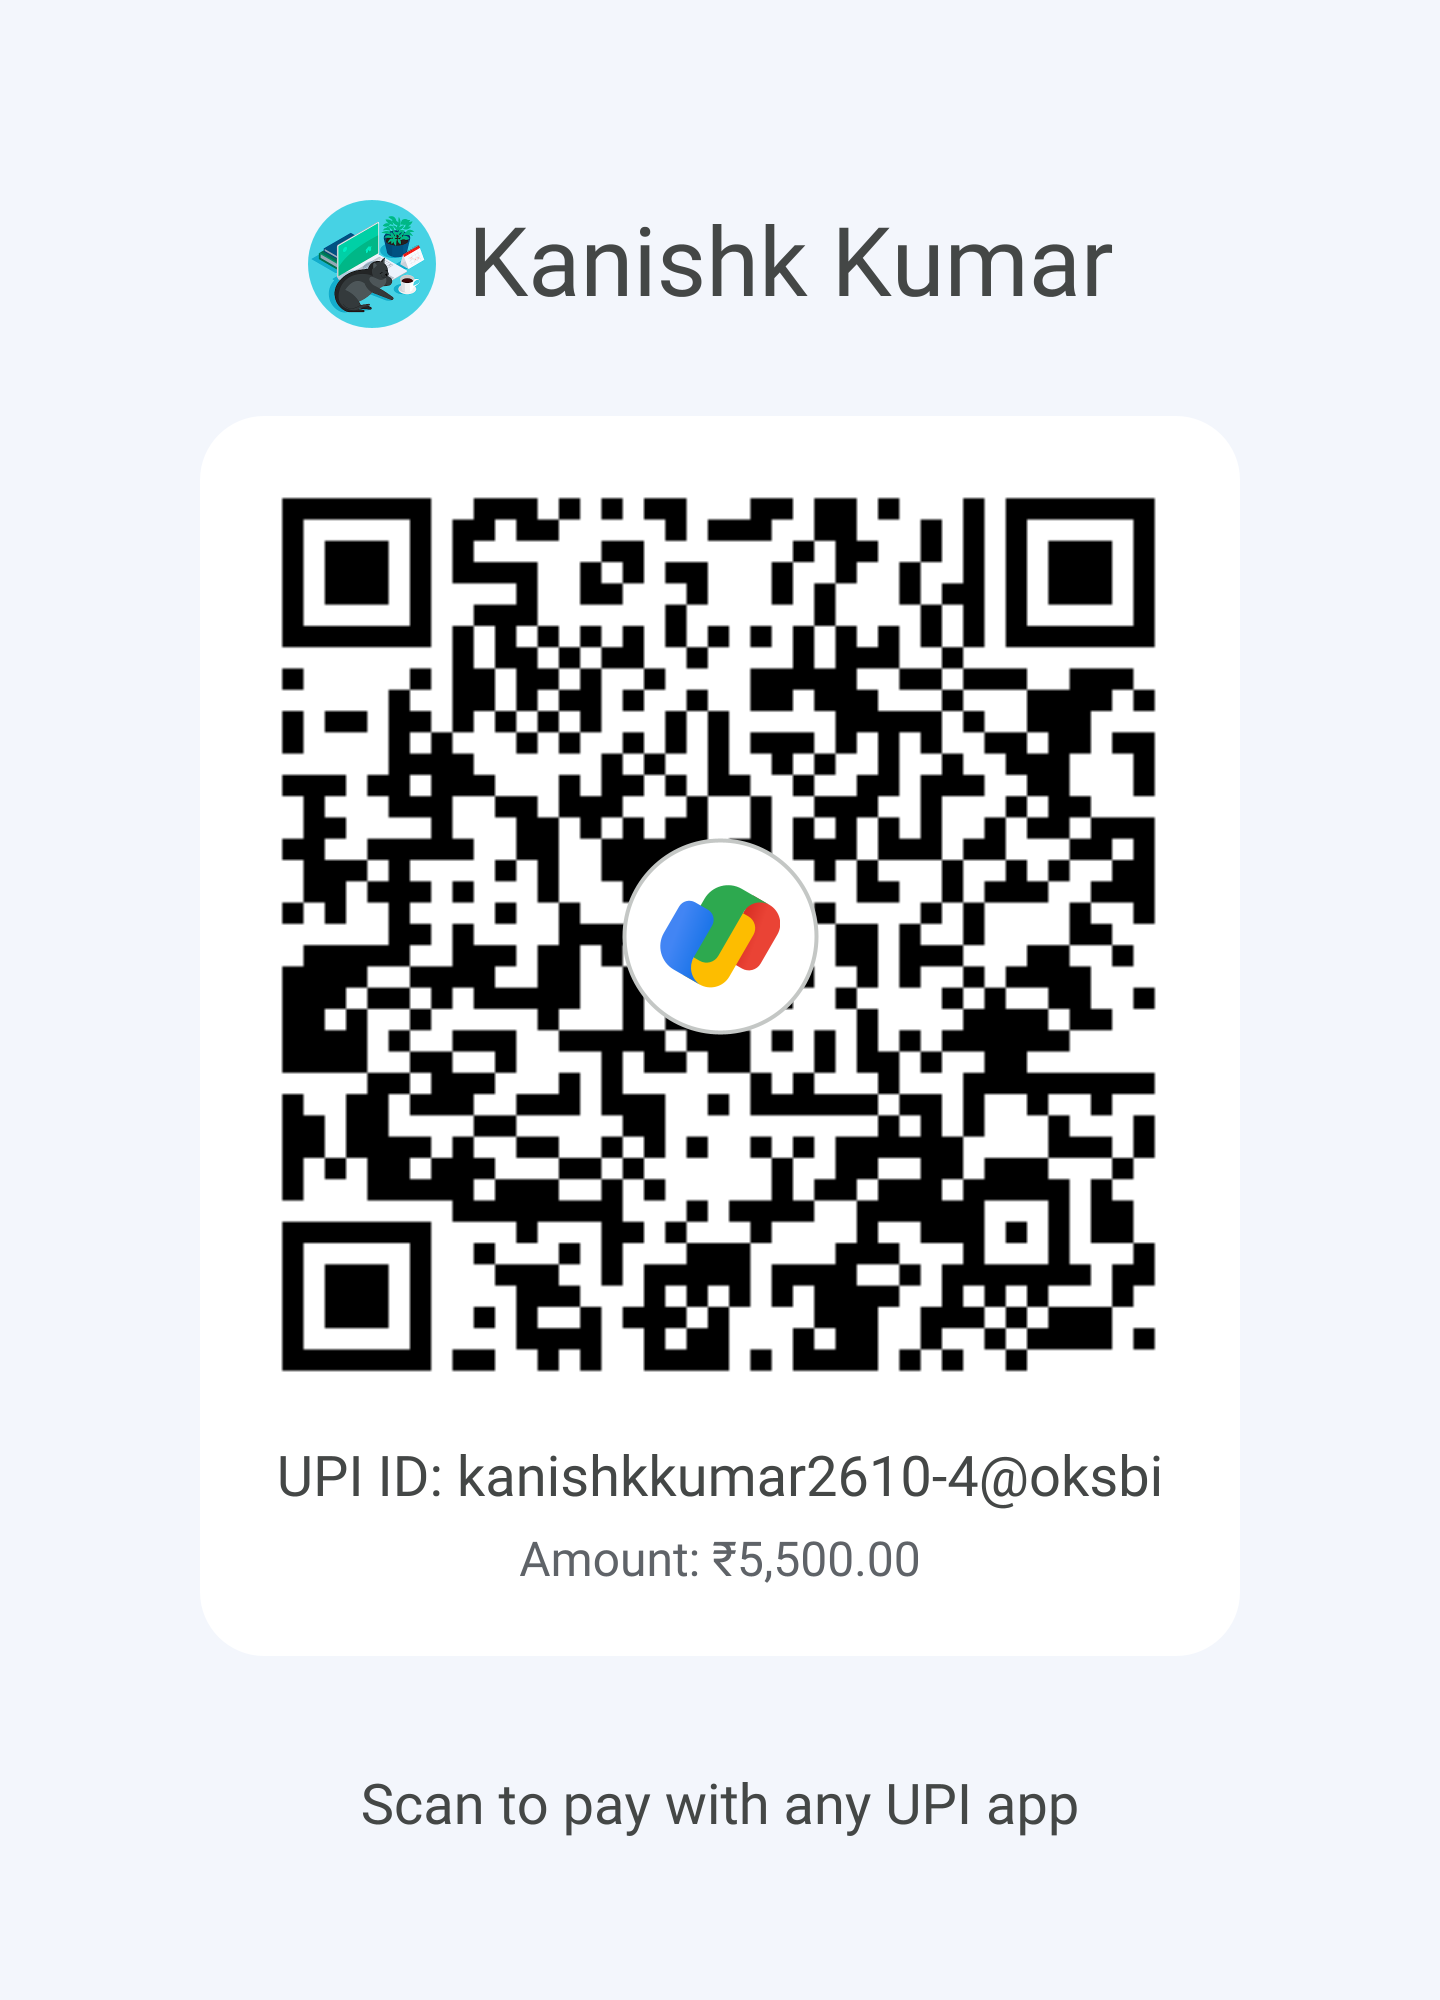 Kanishk Kumar
UPI ID: kanishkkumar2610-4@oksbi
Amount: ₹5,500.00
Scan to pay with any UPI app